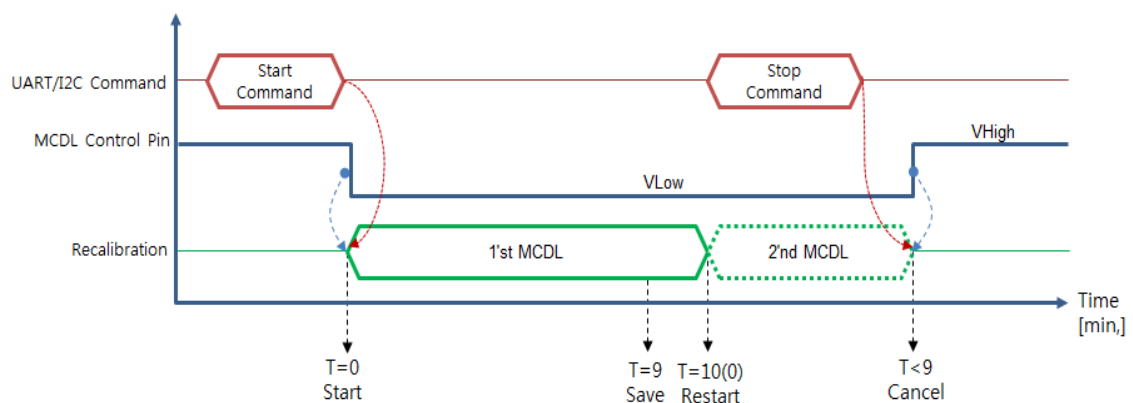 UART/I2C Command
Start
Command
Stop
Command
MCDL Control Pin
VHigh
VLow
Recalibration
1'st MCDL
2'nd MCDL
Time
[min,]
T=0
Start
T=9
Save
T=10(0)
Restart
T<9
Cancel